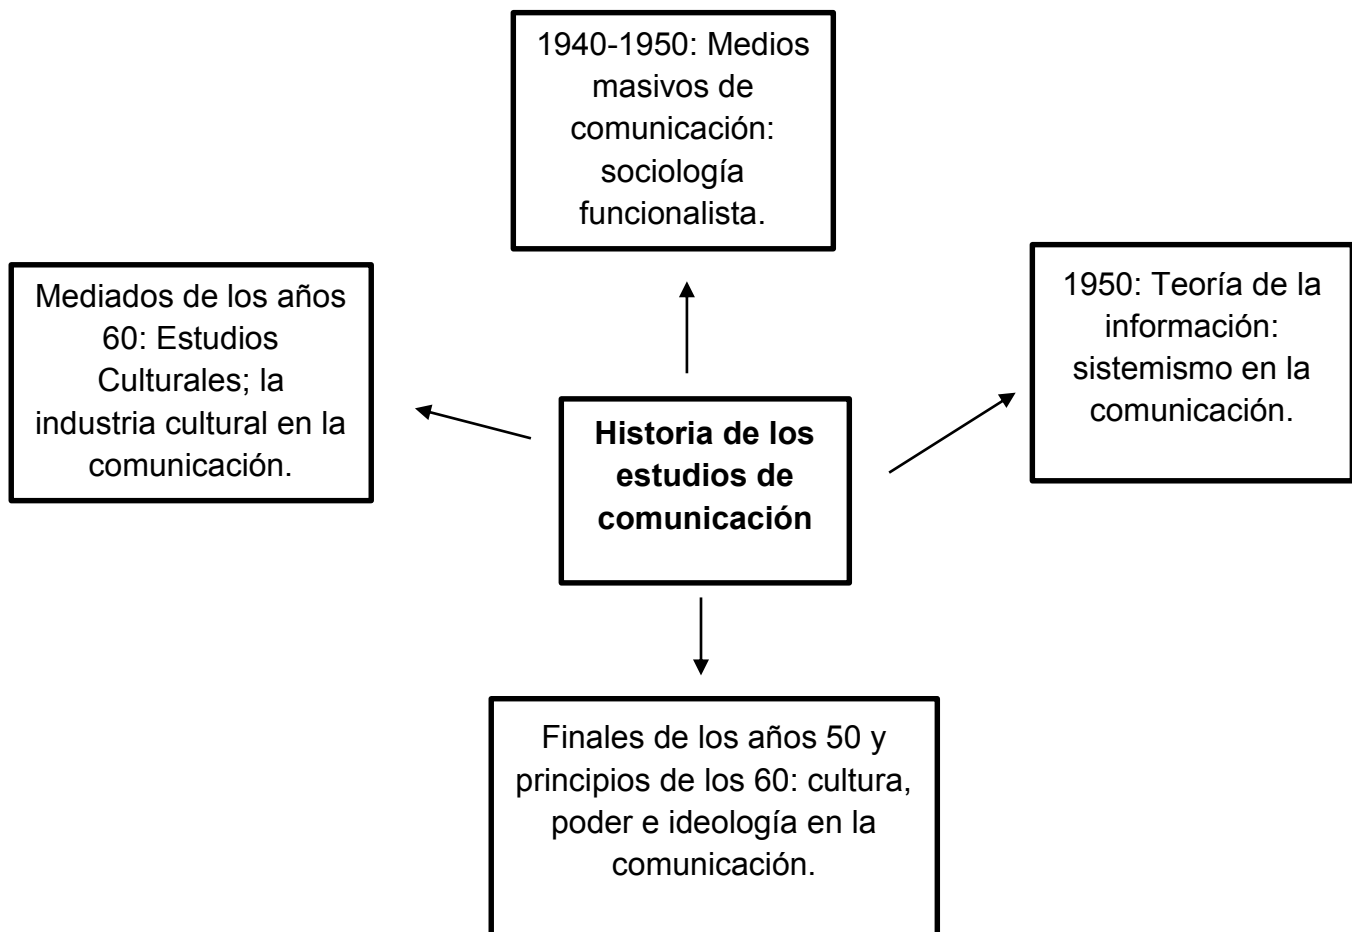 1940-1950: Medios
masivos de
comunicación:
sociología
funcionalista.
Mediados de los años
60: Estudios
Culturales; la
industria cultural en la
comunicación.
1950: Teoría de la
información:
sistemismo en la
comunicación.
Historia de los
estudios de
comunicación
Finales de los años 50 y
principios de los 60: cultura,
poder e ideología en la
comunicación.